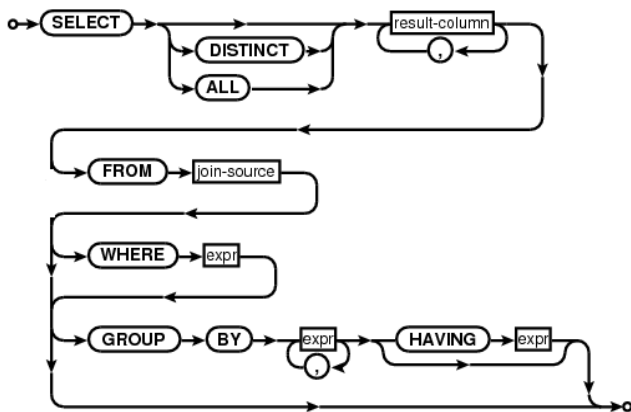 SELECT result-column
DISTINCT ,
ALL
FROM join-source
WHERE expr
GROUP BY expr HAVING expr
,